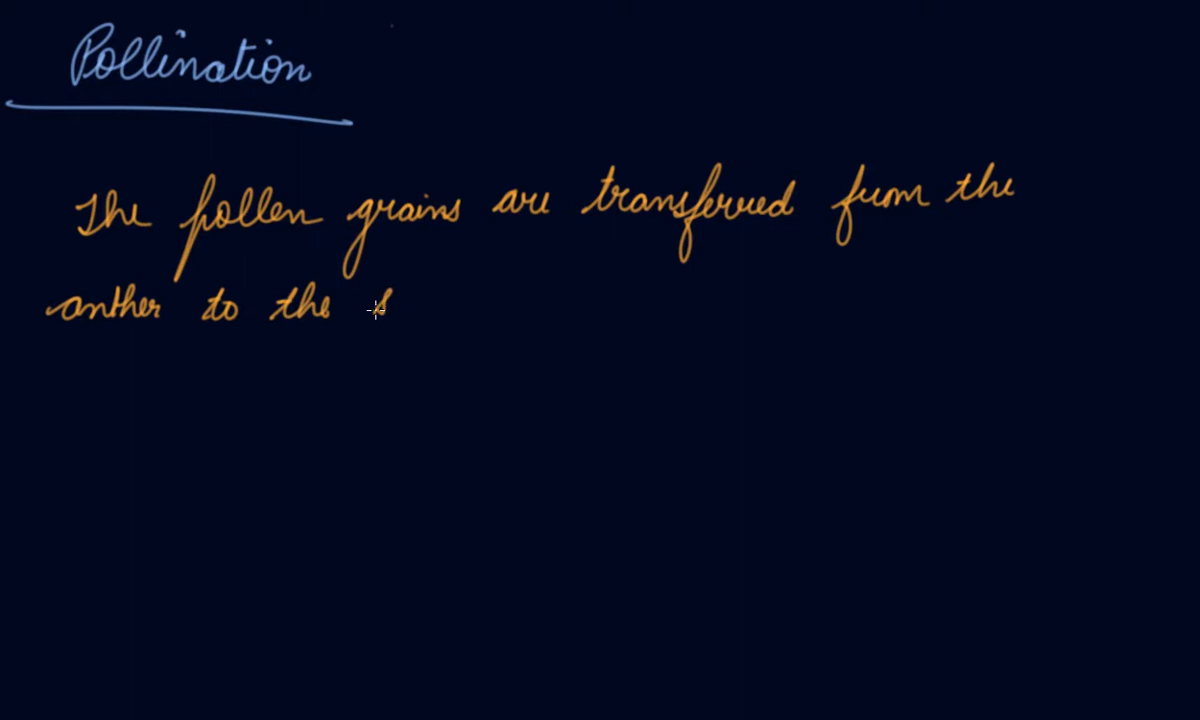 Pollination
The pollen grains are transferred from the
anther to the s